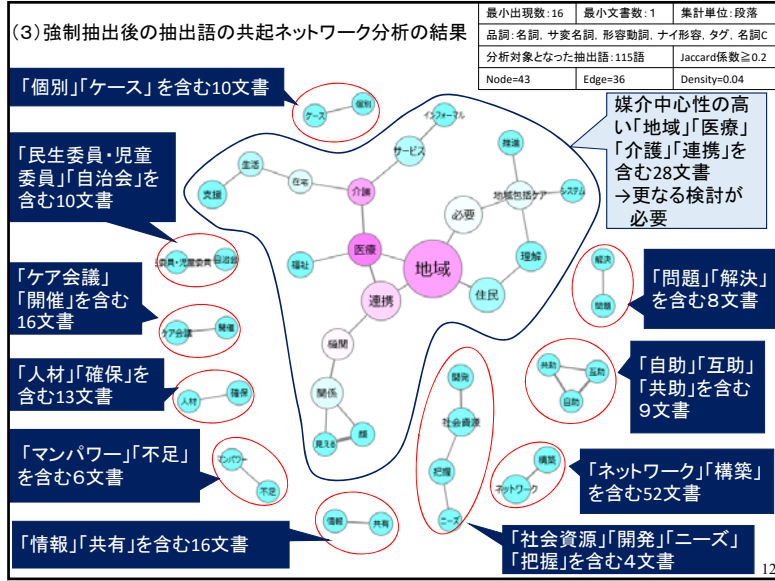 (3)強制抽出後の抽出語の共起ネットワーク分析の結果
最小出現数:16 最小文書数:1 集計単位:段落
品詞:名詞, サ変名詞, 形容動詞, ナイ形容, タグ, 名詞C
分析対象となった抽出語:115語 Jaccard係数≧0.2
Node=43 Edge=36 Density=0.04
「個別」「ケース」を含む10文書
ケース
個別
媒介中心性の高
い「地域」「医療」
「介護」「連携」を
含む28文書
→更なる検討が
必要
「民生委員・児童
委員」「自治会」を
含む10文書
委員・児童委員
自治会
インフォーマル
サービス
生活
支援
在宅
介護
推進
地域包括ケア
システム
必要
医療
福祉
地域
理解
住民
連携
機関
関係
見える
顔
「ケア会議」
「開催」を含む
16文書
ケア会議
開催
解決
問題
「問題」「解決」
を含む8文書
「人材」「確保」を
含む13文書
人材
確保
共助
互助
自助
「自助」「互助」
「共助」を含む
9文書
開発
社会資源
把握
ニーズ
「マンパワー」「不足」
を含む6文書
マンパワー
不足
構築
ネットワーク
「ネットワーク」「構築」
を含む52文書
「情報」「共有」を含む16文書
情報
共有
「社会資源」「開発」「ニーズ」
「把握」を含む4文書
12